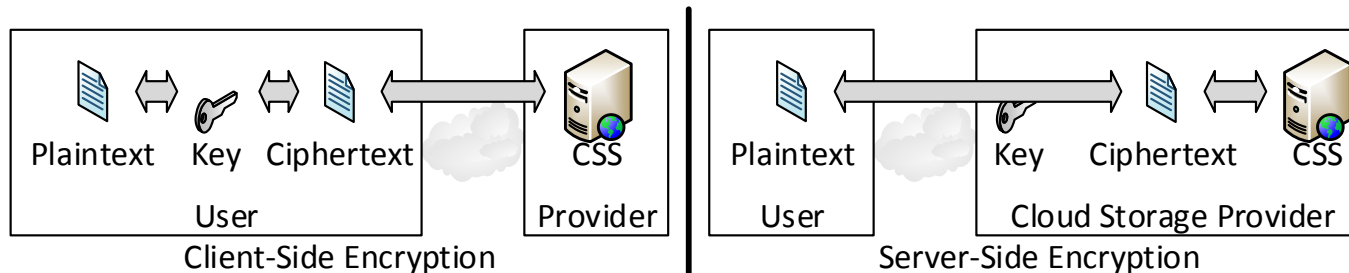 Plaintext Key Ciphertext CSS
User Provider
Client-Side Encryption
Plaintext Key Ciphertext CSS
User Cloud Storage Provider
Server-Side Encryption